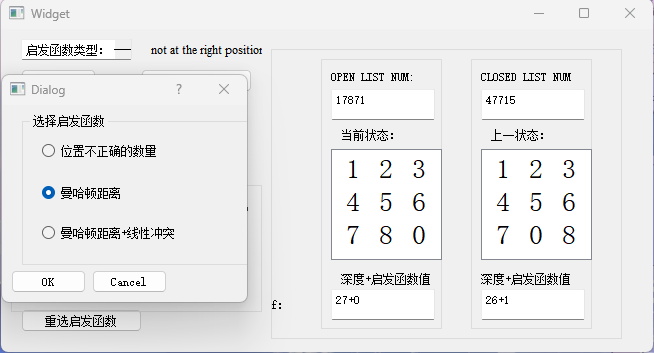 Widget
启发函数类型: —— not at the right position
Dialog
选择启发函数
位置不正确的数量
曼哈顿距离
曼哈顿距离+线性冲突
OK Cancel
重选启发函数
f:
OPEN LIST NUM:
17871
当前状态:
1 2 3
4 5 6
7 8 0
深度+启发函数值
27+0
CLOSED LIST NUM
47715
上一状态:
1 2 3
4 5 6
7 0 8
深度+启发函数值
26+1